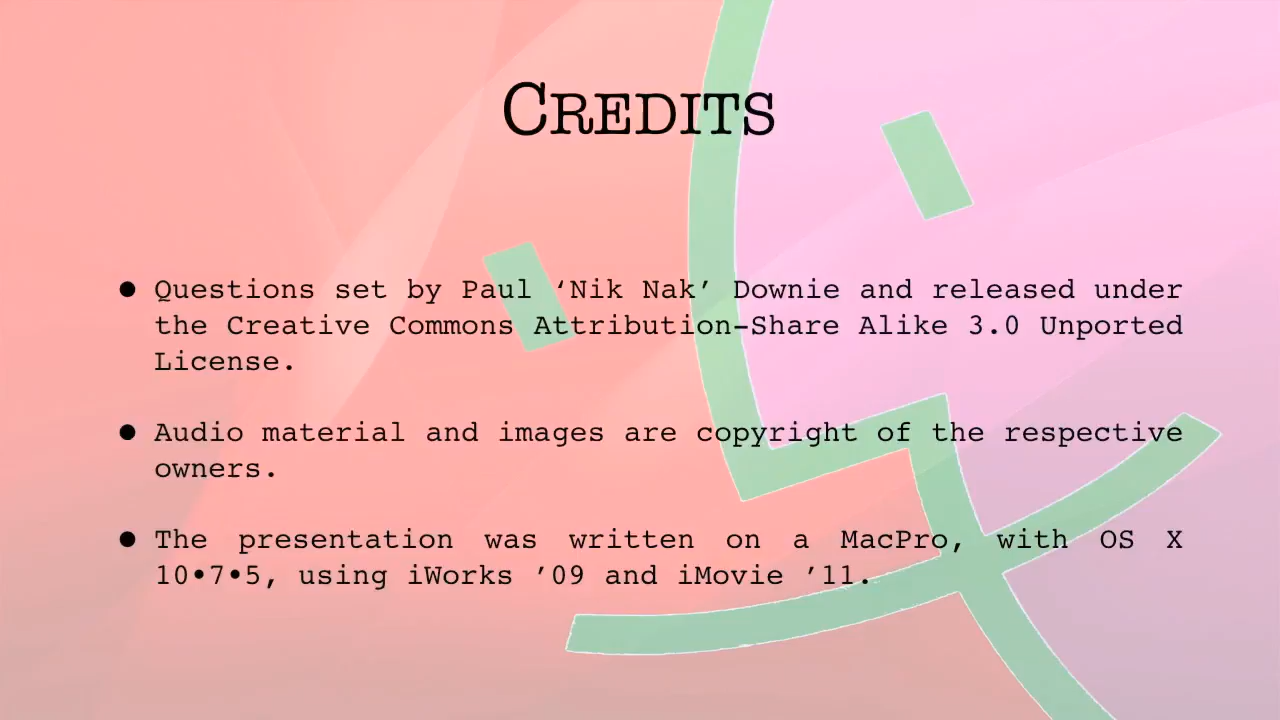 CREDITS
• Questions set by Paul ‘Nik Nak’ Downie and released under
the Creative Commons Attribution-Share Alike 3.0 Unported
License.
• Audio material and images are copyright of the respective
owners.
• The presentation was written on a MacPro, with OS X
10•7•5, using iWorks ’09 and iMovie ’11.